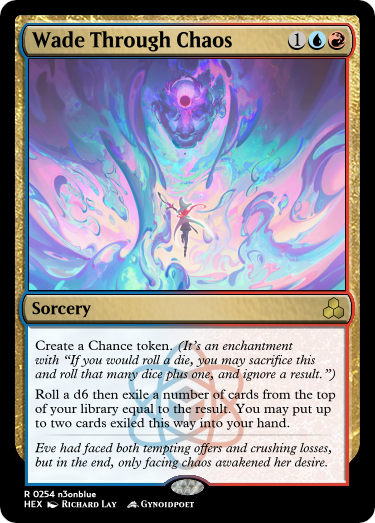 Wade Through Chaos 1
Sorcery
Create a Chance token. (It's an enchantment
with “If you would roll a die, you may sacrifice this
and roll that many dice plus one, and ignore a result.”)
Roll a d6 then exile a number of cards from the top
of your library equal to the result. You may put up
to two cards exiled this way into your hand.
Eve had faced both tempting offers and crushing losses,
but in the end, only facing chaos awakened her desire.
R 0254 n3onblue
HEX Richard Lay Gynoidpoet